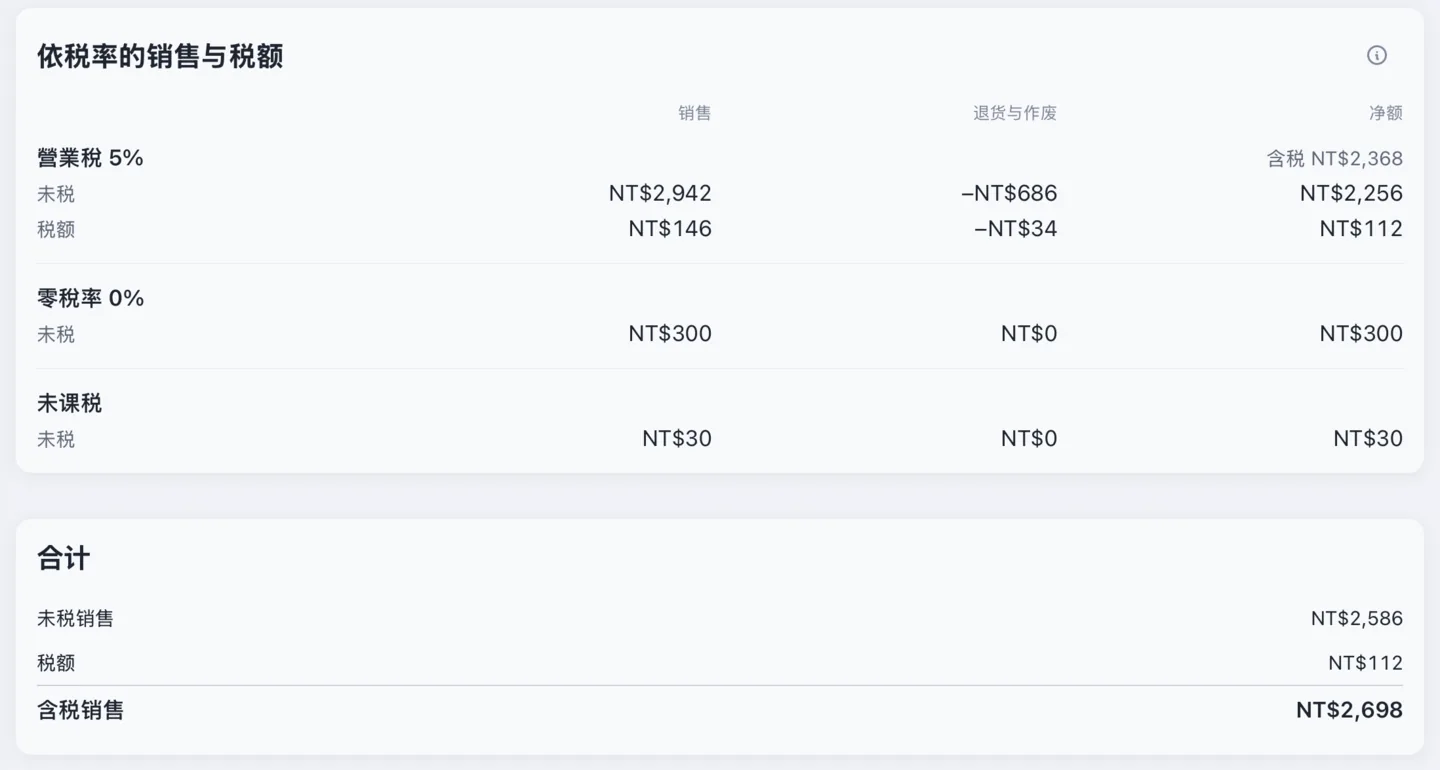 依税率的销售与税额
销售 退货与作废 净额
營業稅 5% 含税 NT$2,368
未税 NT$2,942 –NT$686 NT$2,256
税额 NT$146 –NT$34 NT$112
零稅率 0%
未税 NT$300 NT$0 NT$300
未课税
未税 NT$30 NT$0 NT$30
合计
未税销售 NT$2,586
税额 NT$112
含税销售 NT$2,698